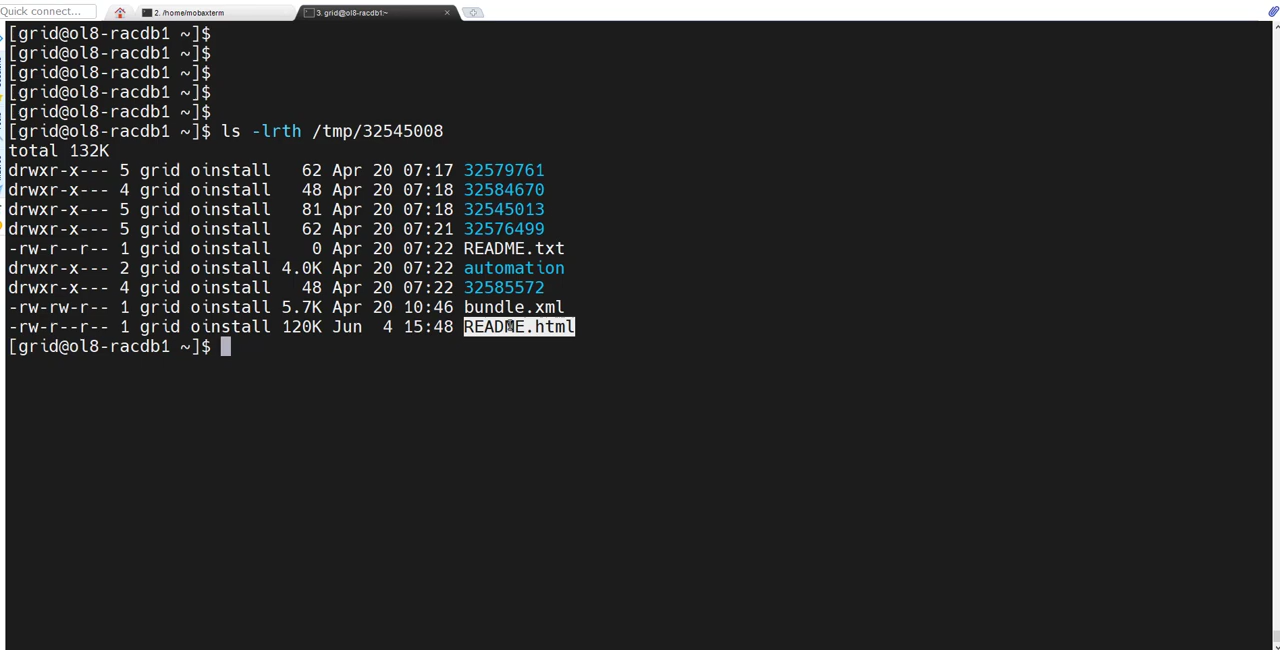 Quick connect...
2. /home/mobaxterm
3. grid@ol8-racdb1:~
[grid@ol8-racdb1 ~]$
[grid@ol8-racdb1 ~]$
[grid@ol8-racdb1 ~]$
[grid@ol8-racdb1 ~]$
[grid@ol8-racdb1 ~]$
[grid@ol8-racdb1 ~]$ ls -lrth /tmp/32545008
total 132K
drwxr-x--- 5 grid oinstall   62 Apr 20 07:17 32579761
drwxr-x--- 4 grid oinstall   48 Apr 20 07:18 32584670
drwxr-x--- 5 grid oinstall   81 Apr 20 07:18 32545013
drwxr-x--- 5 grid oinstall   62 Apr 20 07:21 32576499
-rw-r--r-- 1 grid oinstall    0 Apr 20 07:22 README.txt
drwxr-x--- 2 grid oinstall 4.0K Apr 20 07:22 automation
drwxr-x--- 4 grid oinstall   48 Apr 20 07:22 32585572
-rw-rw-r-- 1 grid oinstall 5.7K Apr 20 10:46 bundle.xml
-rw-r--r-- 1 grid oinstall 120K Jun  4 15:48 README.html
[grid@ol8-racdb1 ~]$